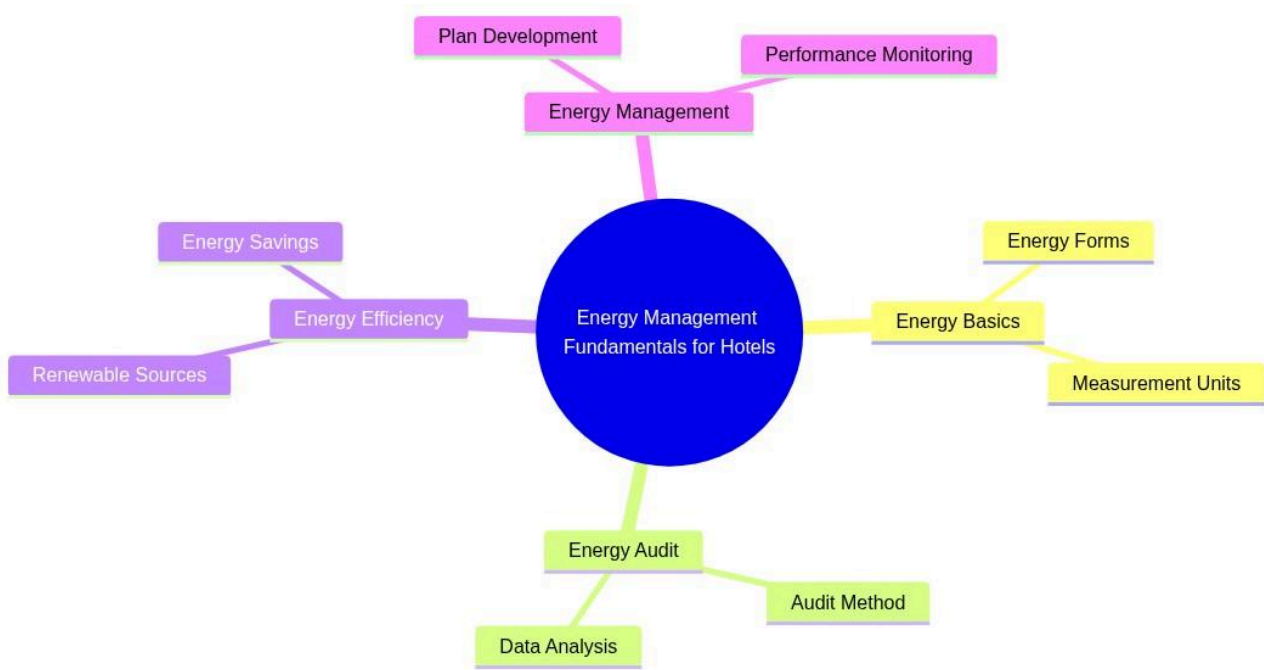 Plan Development
Performance Monitoring
Energy Management
Energy Savings
Energy Forms
Energy Efficiency
Energy Management
Fundamentals for Hotels
Energy Basics
Renewable Sources
Measurement Units
Energy Audit
Audit Method
Data Analysis